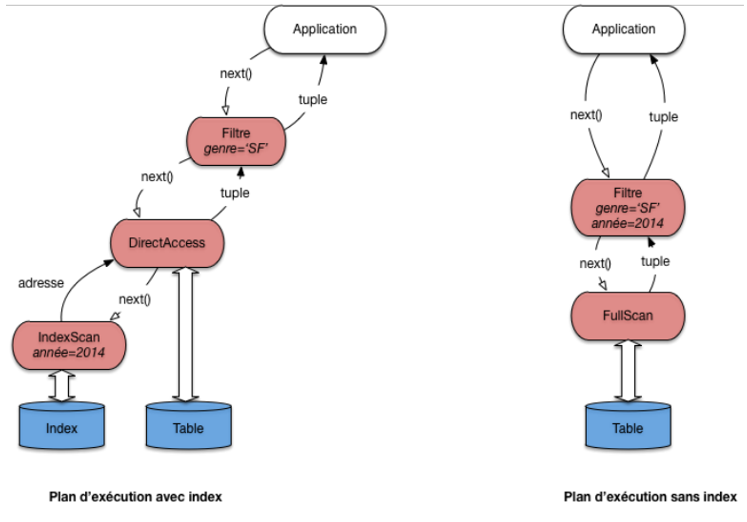 Application
next()
tuple
Filtre
genre='SF'
next()
tuple
DirectAccess
adresse
next()
IndexScan
année=2014
Index
Table
Plan d'exécution avec index
Application
next()
tuple
Filtre
genre='SF'
année=2014
next()
tuple
FullScan
Table
Plan d'exécution sans index